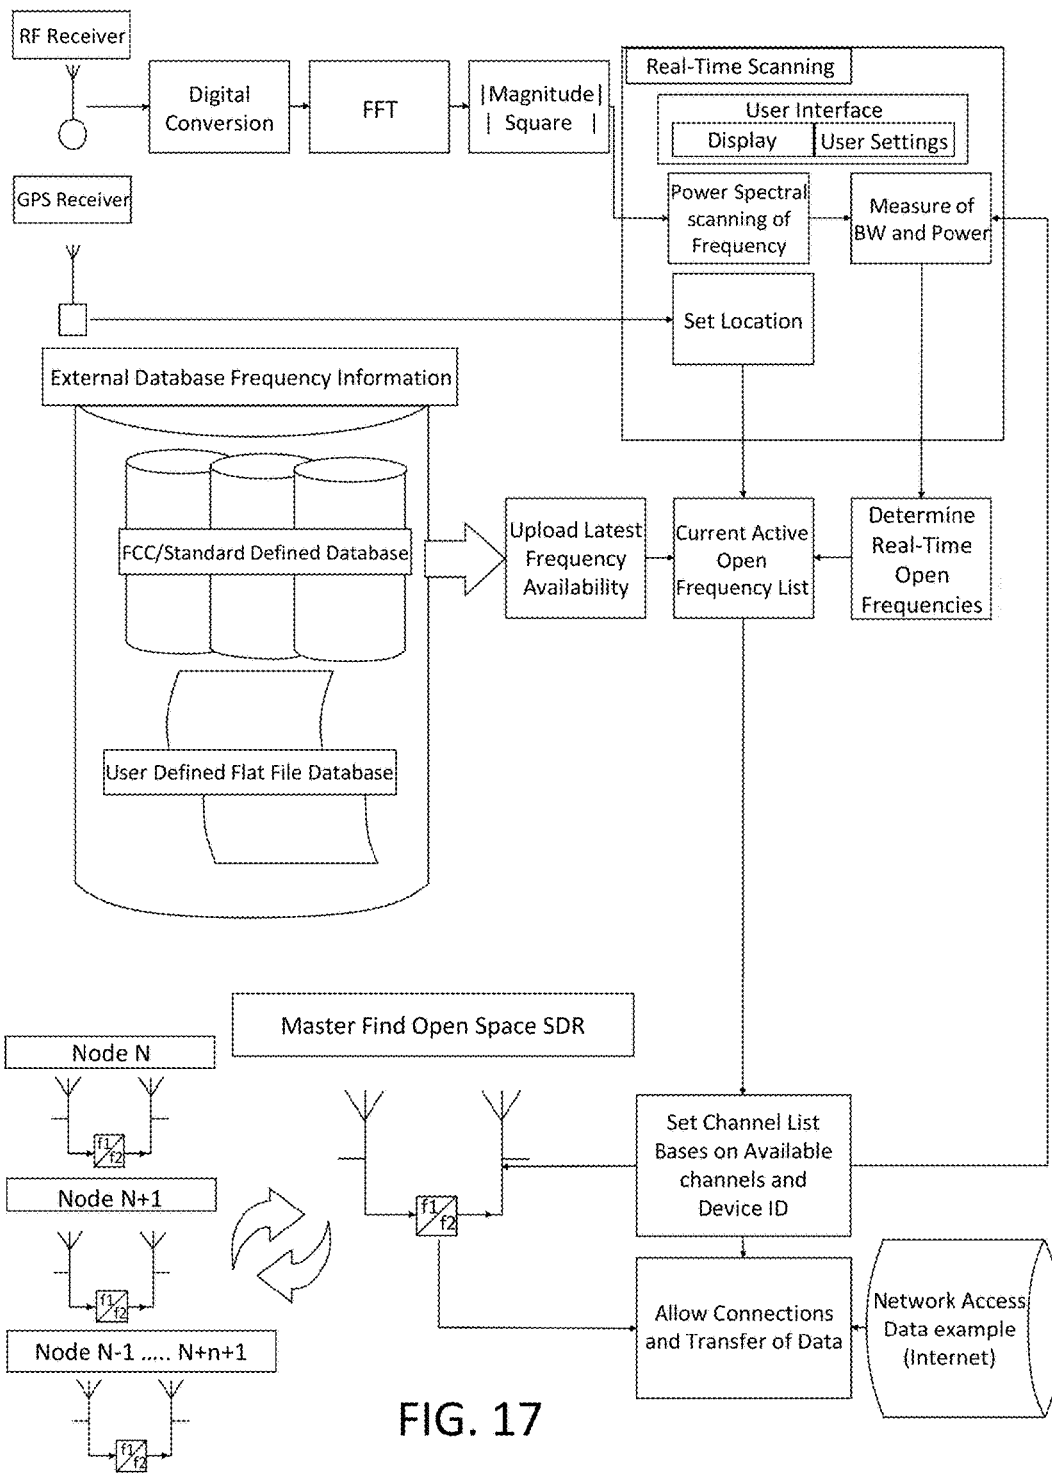 RF Receiver
Digital
Conversion
FFT
|Magnitude|
| Square |
Real-Time Scanning
User Interface
Display
User Settings
GPS Receiver
Power Spectral
scanning of
Frequency
Measure of
BW and Power
Set Location
External Database Frequency Information
FCC/Standard Defined Database
Upload Latest
Frequency
Availability
Current Active
Open
Frequency List
Determine
Real-Time
Open
Frequencies
User Defined Flat File Database
Master Find Open Space SDR
Node N
f1
f2
Node N+1
f1
f2
Node N-1 ..... N+n+1
f1
f2
f1
f2
Set Channel List
Bases on Available
channels and
Device ID
Allow Connections
and Transfer of Data
Network Access
Data example
(Internet)
FIG. 17